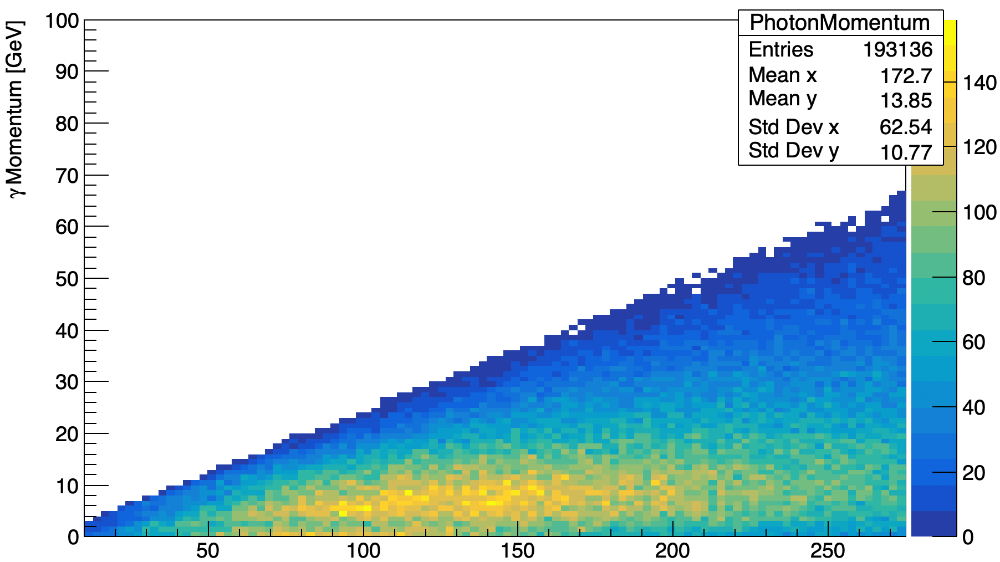 PhotonMomentum
Entries 193136
Mean x 172.7
Mean y 13.85
Std Dev x 62.54
Std Dev y 10.77
γ Momentum [GeV]
100
90
80
70
60
50
40
30
20
10
0
50 100 150 200 250
140
120
100
80
60
40
20
0